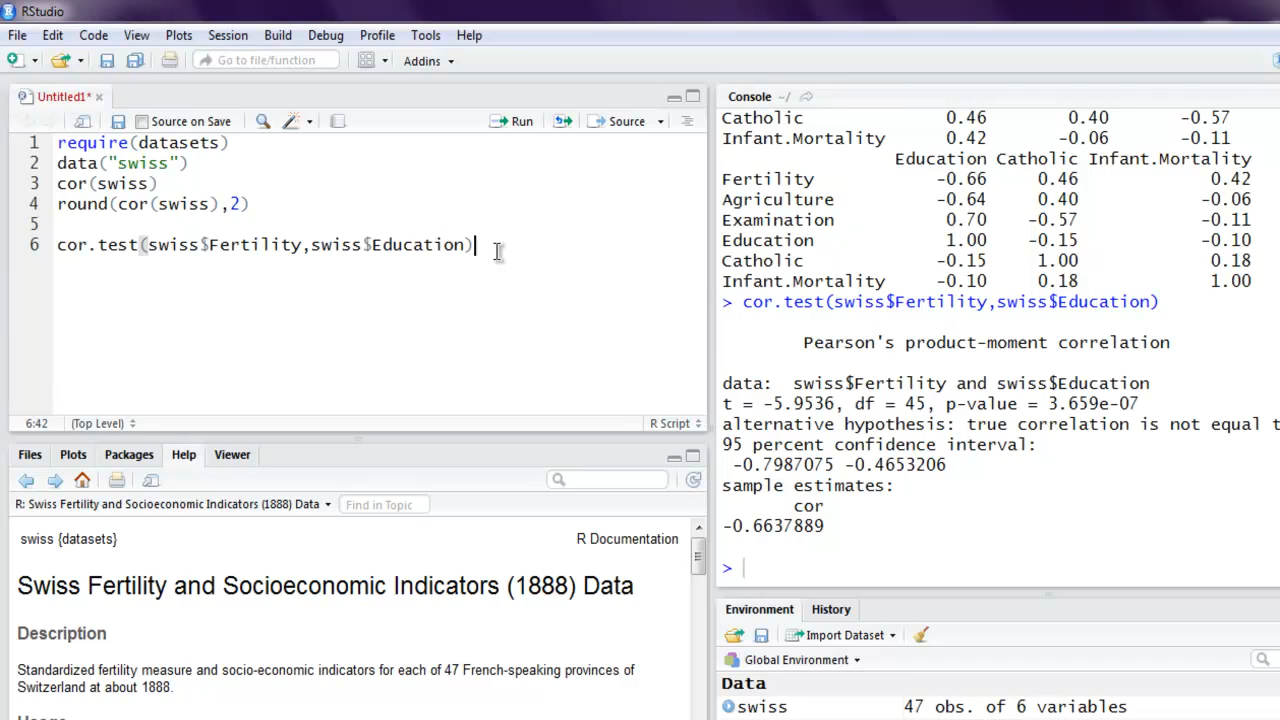 RStudio
File Edit Code View Plots Session Build Debug Profile Tools Help
Go to file/function Addins
Untitled1*
Source on Save Run Source
1 require(datasets)
2 data("swiss")
3 cor(swiss)
4 round(cor(swiss),2)
5
6 cor.test(swiss$Fertility,swiss$Education)
6:42 (Top Level) R Script
Files Plots Packages Help Viewer
R: Swiss Fertility and Socioeconomic Indicators (1888) Data Find in Topic
swiss {datasets} R Documentation
Swiss Fertility and Socioeconomic Indicators (1888) Data
Description
Standardized fertility measure and socio-economic indicators for each of 47 French-speaking provinces of
Switzerland at about 1888.
Usage
Console ~/
Catholic 0.46 0.40 -0.57
Infant.Mortality 0.42 -0.06 -0.11
Education Catholic Infant.Mortality
Fertility -0.66 0.46 0.42
Agriculture -0.64 0.40 -0.06
Examination 0.70 -0.57 -0.11
Education 1.00 -0.15 -0.10
Catholic -0.15 1.00 0.18
Infant.Mortality -0.10 0.18 1.00
> cor.test(swiss$Fertility,swiss$Education)
Pearson's product-moment correlation
data: swiss$Fertility and swiss$Education
t = -5.9536, df = 45, p-value = 3.659e-07
alternative hypothesis: true correlation is not equal t
95 percent confidence interval:
-0.7987075 -0.4653206
sample estimates:
cor
-0.6637889
>
Environment History
Import Dataset
Global Environment
Data
swiss 47 obs. of 6 variables